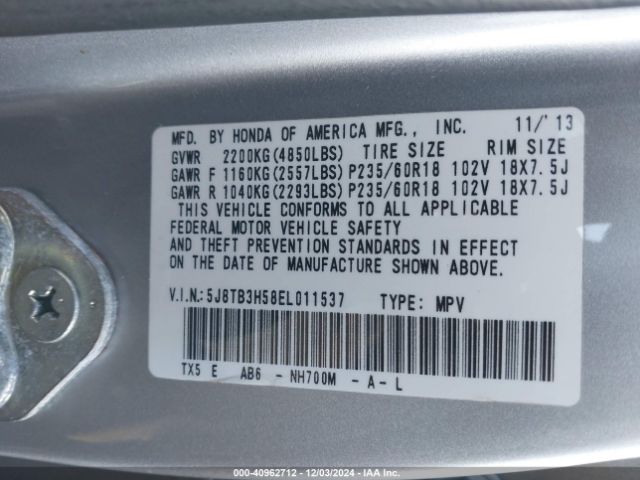 MFD. BY HONDA OF AMERICA MFG., INC. 11/'13
GVWR 2200KG(4850LBS) TIRE SIZE RIM SIZE
GAWR F 1160KG(2557LBS) P235/60R18 102V 18X7.5J
GAWR R 1040KG(2293LBS) P235/60R18 102V 18X7.5J
THIS VEHICLE CONFORMS TO ALL APPLICABLE
FEDERAL MOTOR VEHICLE SAFETY
AND THEFT PREVENTION STANDARDS IN EFFECT
ON THE DATE OF MANUFACTURE SHOWN ABOVE.
V.I.N.:5J8TB3H58EL011537 TYPE: MPV
TX5 E AB6 - NH700M - A - L
000-40962712 - 12/03/2024 - IAA Inc.